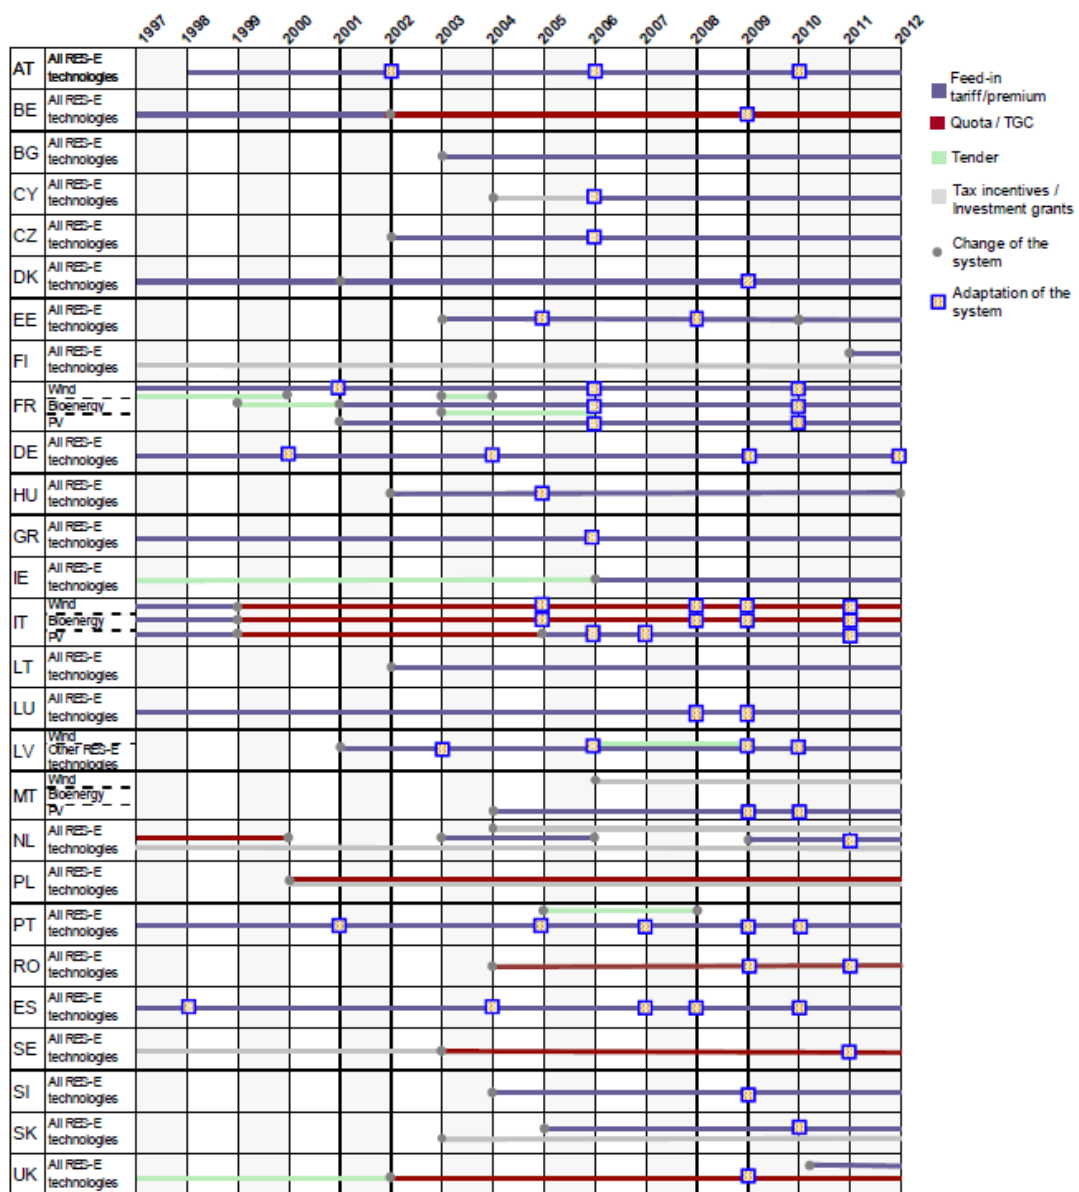 1997 1998 1999 2000 2001 2002 2003 2004 2005 2006 2007 2008 2009 2010 2011 2012
AT All RES-E
technologies
BE All RES-E
technologies
BG All RES-E
technologies
CY All RES-E
technologies
CZ All RES-E
technologies
DK All RES-E
technologies
EE All RES-E
technologies
FI All RES-E
technologies
FR Wind
Bioenergy
PV
DE All RES-E
technologies
HU All RES-E
technologies
GR All RES-E
technologies
IE All RES-E
technologies
IT Wind
Bioenergy
PV
LT All RES-E
technologies
LU All RES-E
technologies
LV Wind
Other RES-E
technologies
MT Wind
Bioenergy
PV
NL All RES-E
technologies
PL All RES-E
technologies
PT All RES-E
technologies
RO All RES-E
technologies
ES All RES-E
technologies
SE All RES-E
technologies
SI All RES-E
technologies
SK All RES-E
technologies
UK All RES-E
technologies
Feed-in
tariff/premium
Quota / TGC
Tender
Tax incentives /
Investment grants
Change of the
system
Adaptation of the
system